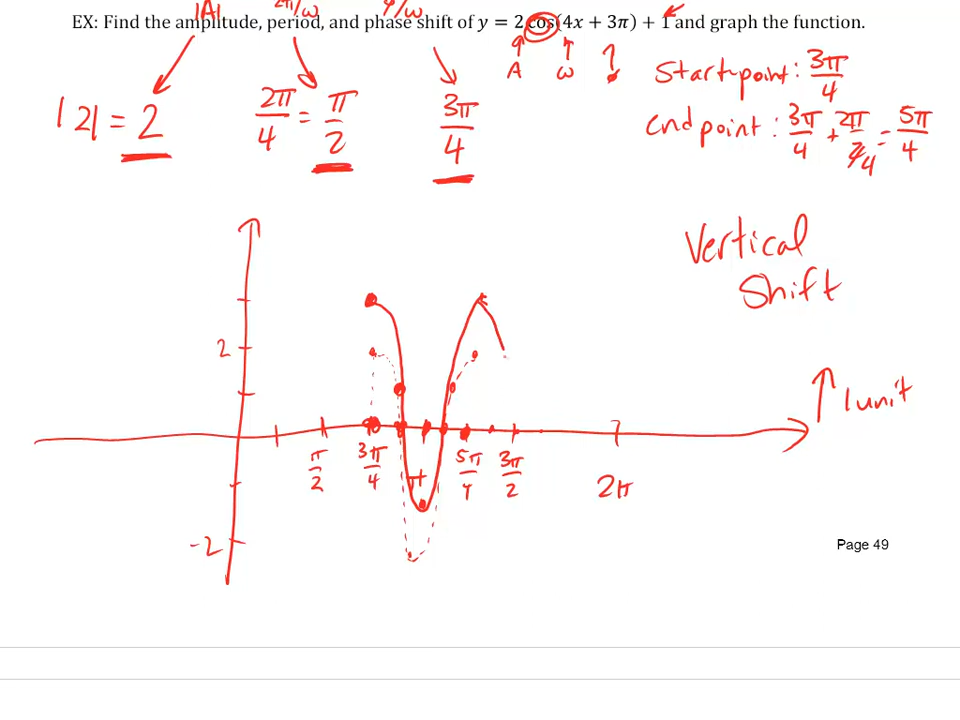 |A| 2π/ω φ/ω
EX: Find the amplitude, period, and phase shift of y = 2 cos(4x + 3π) + 1 and graph the function.
A ω ?
|2| = 2
2π/4 = π/2
3π/4
Start point: 3π/4
end point: 3π/4 + 2π/4 = 5π/4
Vertical
Shift
↑ 1 unit
2
-2
π/2 3π/4 π 5π/4 3π/2 2π
Page 49